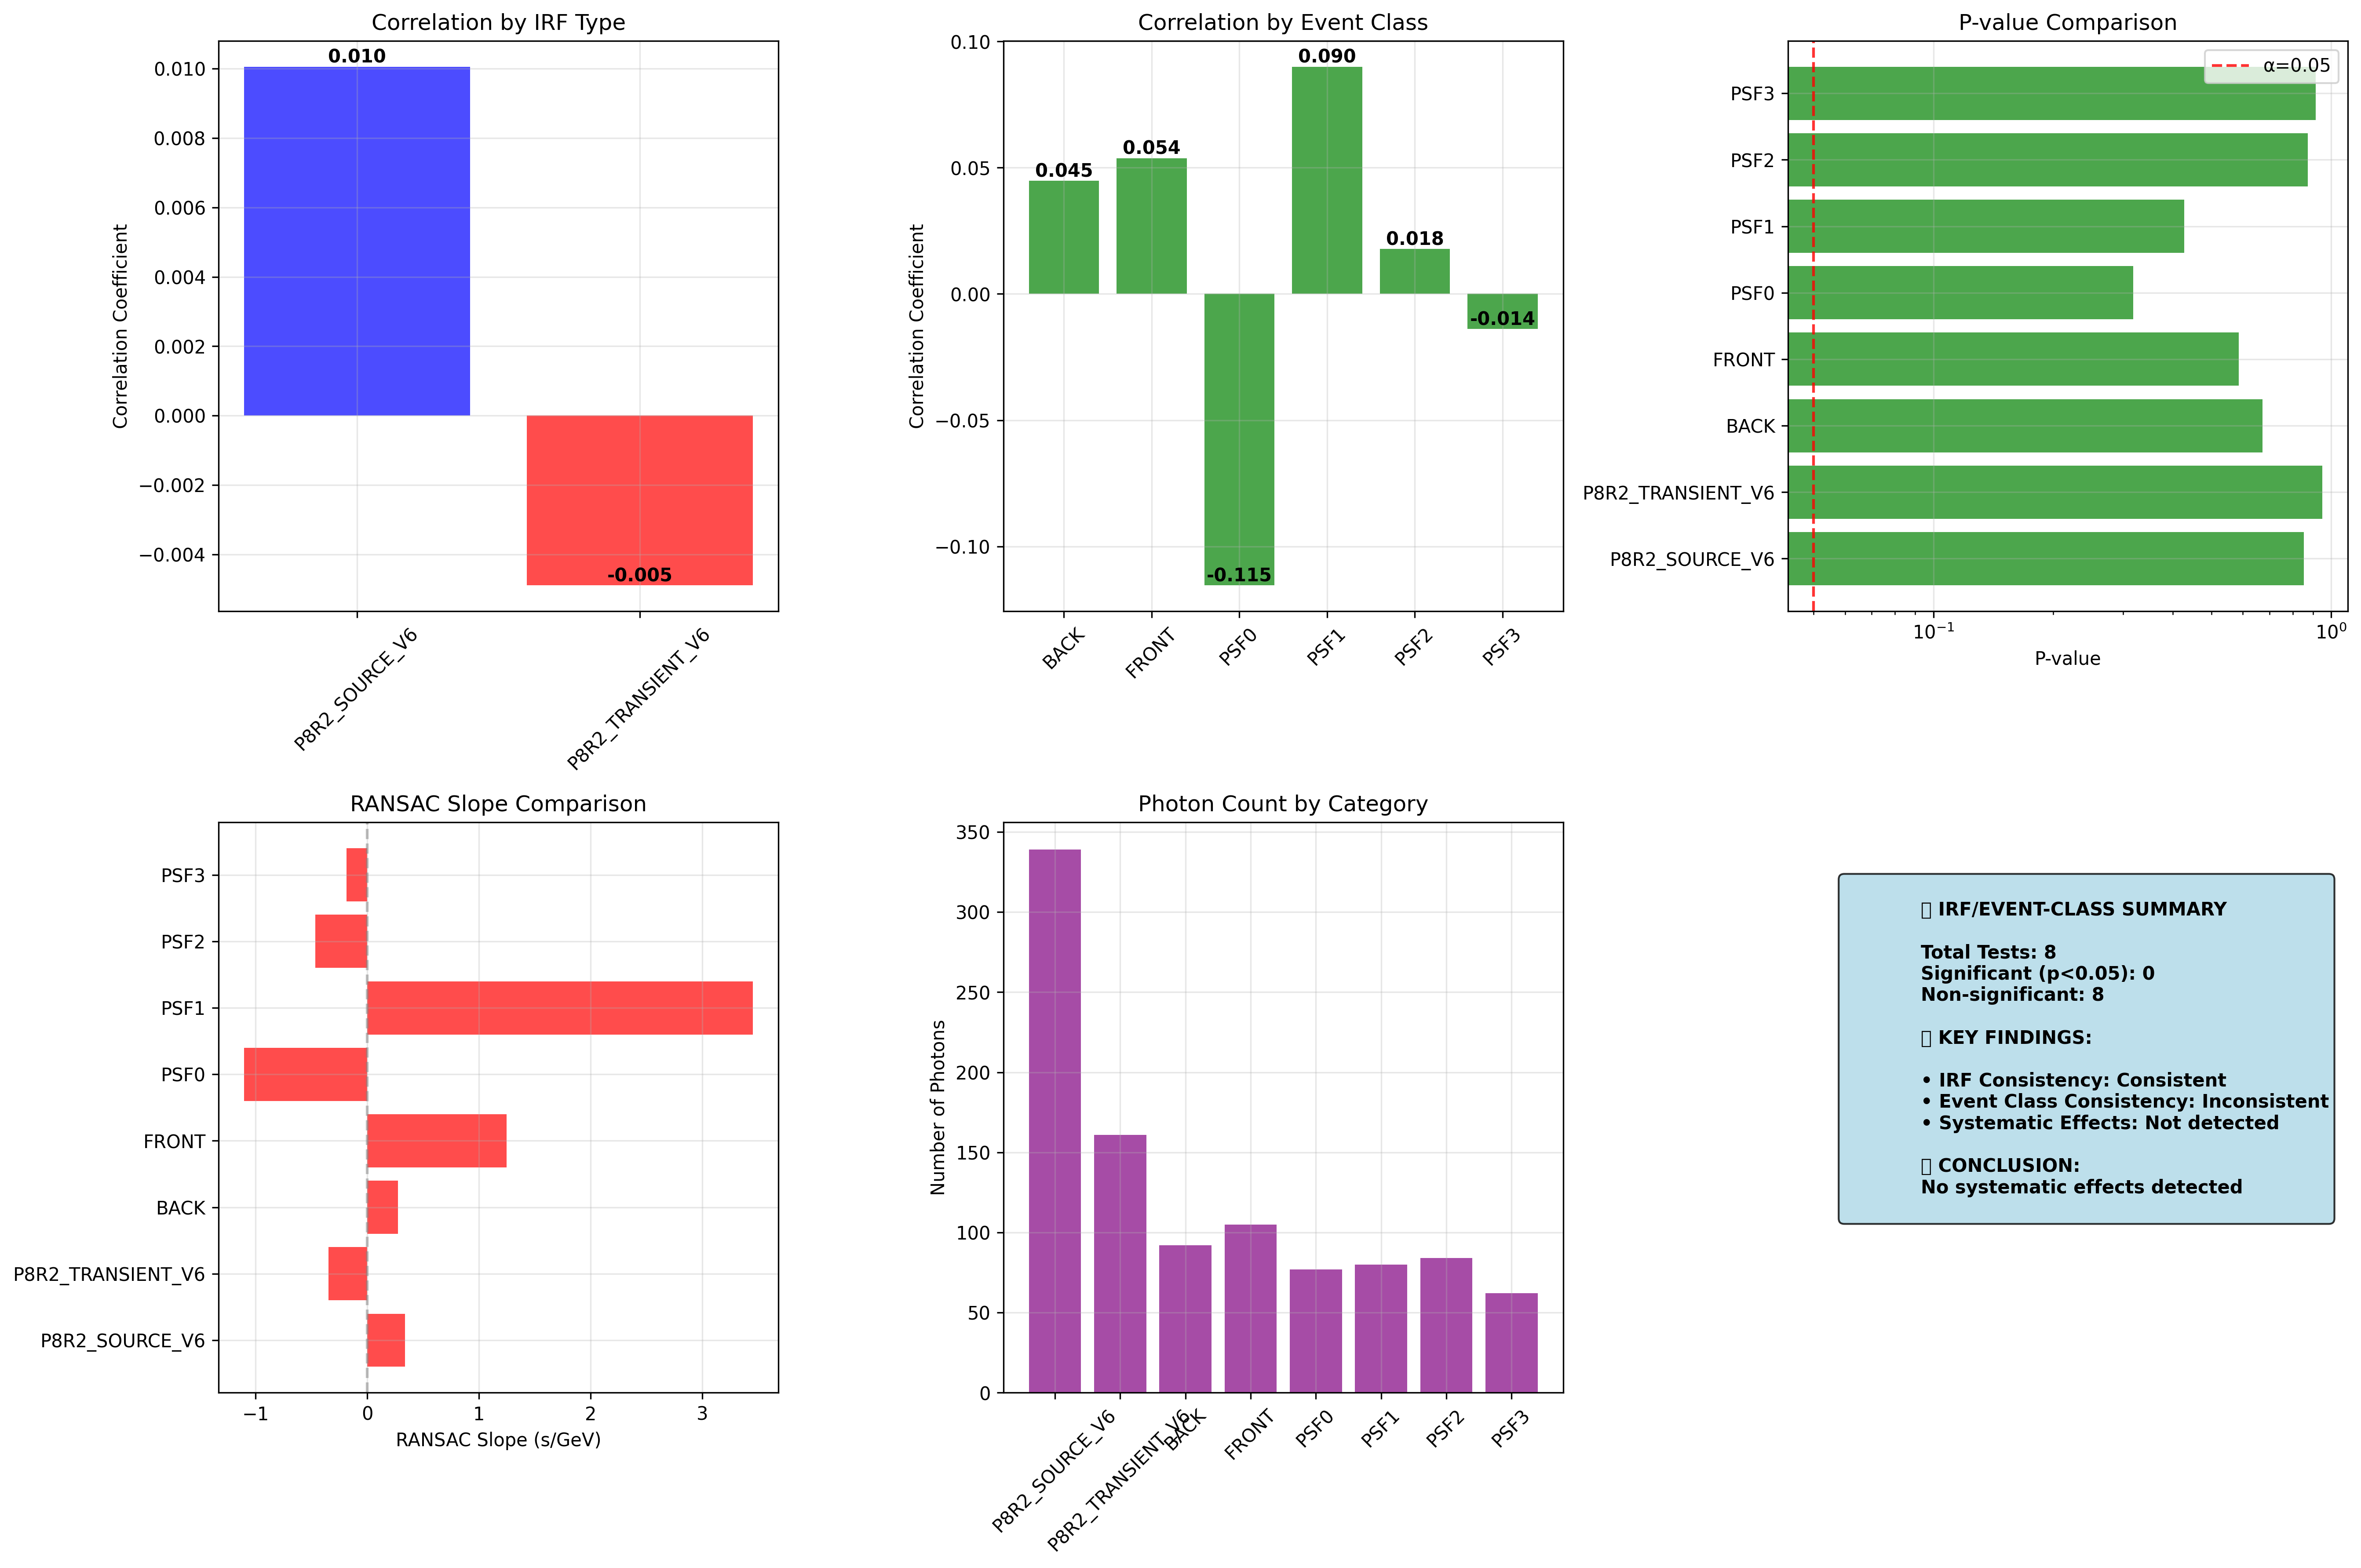 Correlation by IRF Type
Correlation Coefficient
0.010
0.008
0.006
0.004
0.002
0.000
−0.002
−0.004
0.010
-0.005
P8R2_SOURCE_V6
P8R2_TRANSIENT_V6
Correlation by Event Class
Correlation Coefficient
0.10
0.05
0.00
−0.05
−0.10
0.045
0.054
-0.115
0.090
0.018
-0.014
BACK
FRONT
PSF0
PSF1
PSF2
PSF3
P-value Comparison
α=0.05
PSF3
PSF2
PSF1
PSF0
FRONT
BACK
P8R2_TRANSIENT_V6
P8R2_SOURCE_V6
10⁻¹
10⁰
P-value
RANSAC Slope Comparison
PSF3
PSF2
PSF1
PSF0
FRONT
BACK
P8R2_TRANSIENT_V6
P8R2_SOURCE_V6
−1
0
1
2
3
RANSAC Slope (s/GeV)
Photon Count by Category
Number of Photons
350
300
250
200
150
100
50
0
P8R2_SOURCE_V6
P8R2_TRANSIENT_V6
BACK
FRONT
PSF0
PSF1
PSF2
PSF3
IRF/EVENT-CLASS SUMMARY
Total Tests: 8
Significant (p<0.05): 0
Non-significant: 8
KEY FINDINGS:
• IRF Consistency: Consistent
• Event Class Consistency: Inconsistent
• Systematic Effects: Not detected
CONCLUSION:
No systematic effects detected